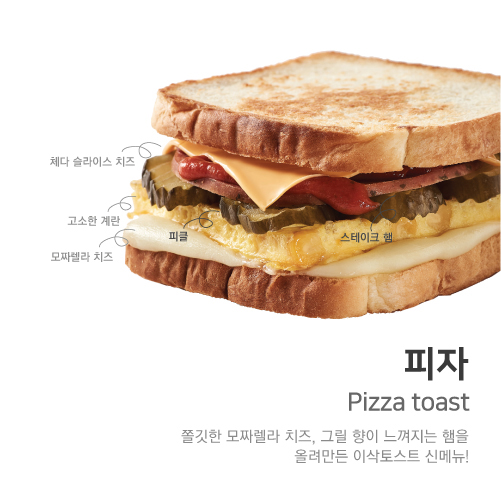 체다 슬라이스 치즈
고소한 계란
피클
스테이크 햄
모짜렐라 치즈
피자
Pizza toast
쫄깃한 모짜렐라 치즈, 그릴 향이 느껴지는 햄을
올려만든 이삭토스트 신메뉴!